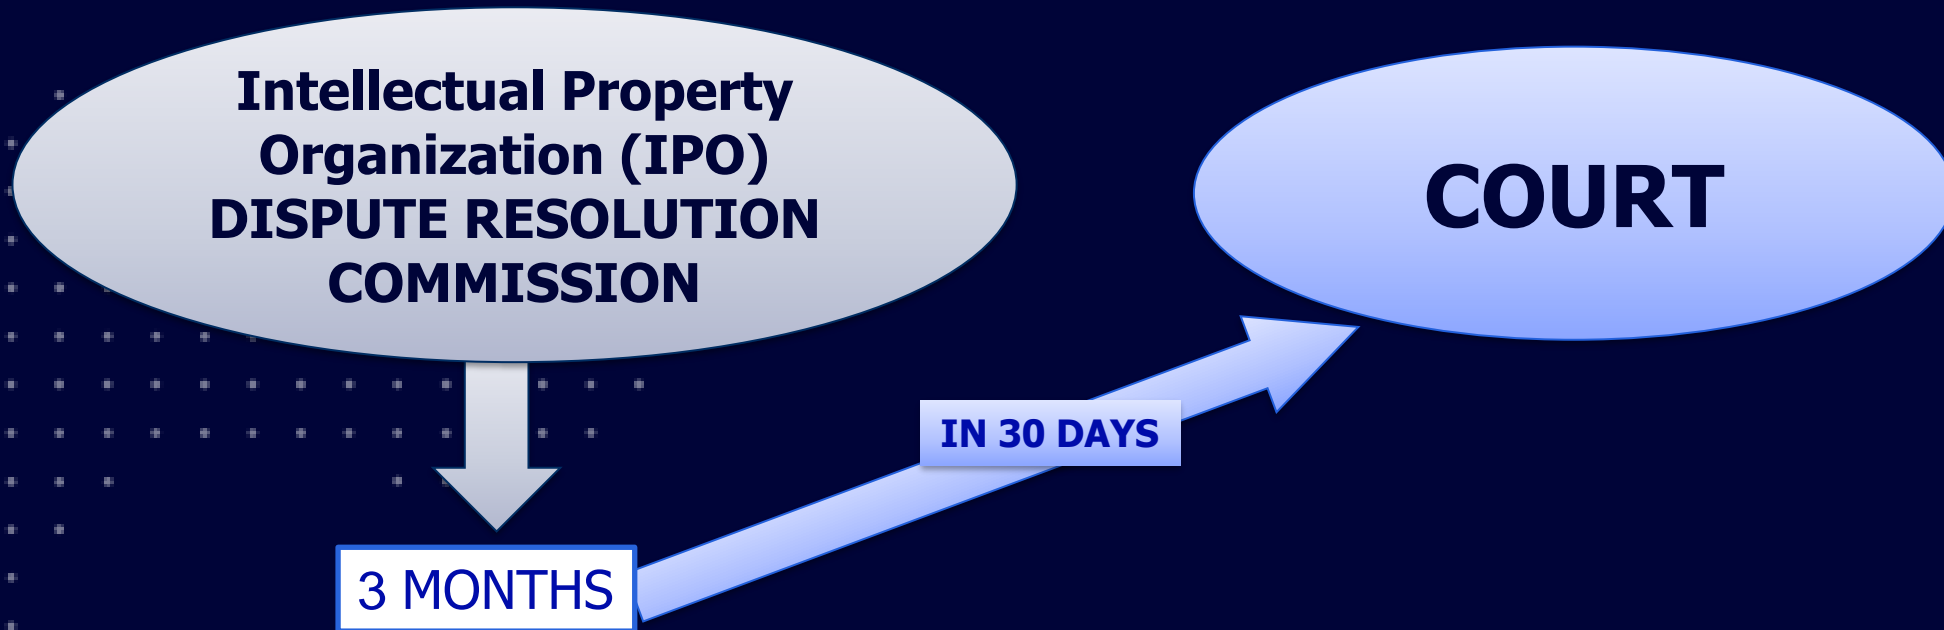 Intellectual Property
Organization (IPO)
DISPUTE RESOLUTION
COMMISSION
COURT
IN 30 DAYS
3 MONTHS